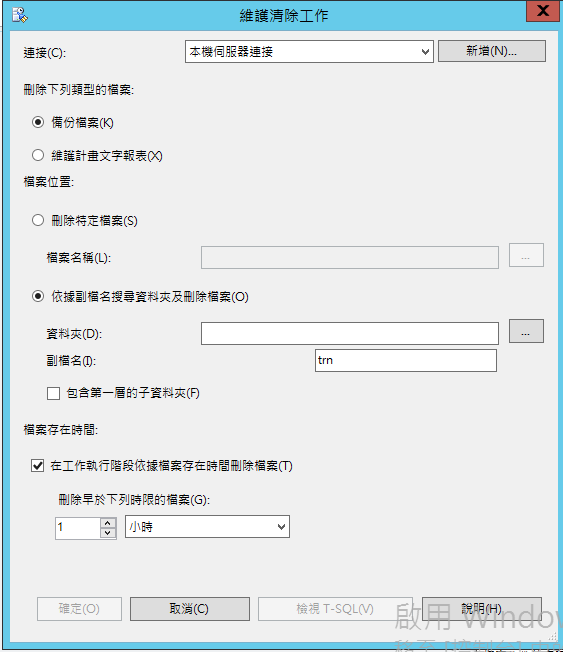 維護清除工作
連接(C):
本機伺服器連接
新增(N)...
刪除下列類型的檔案:
備份檔案(K)
維護計畫文字報表(X)
檔案位置:
刪除特定檔案(S)
檔案名稱(L):
...
依據副檔名搜尋資料夾及刪除檔案(O)
資料夾(D):
...
副檔名(I):
trn
包含第一層的子資料夾(F)
檔案存在時間:
在工作執行階段依據檔案存在時間刪除檔案(T)
刪除早於下列時限的檔案(G):
1
小時
確定(O)
取消(C)
檢視 T-SQL(V)
說明(H)
啟用 Window